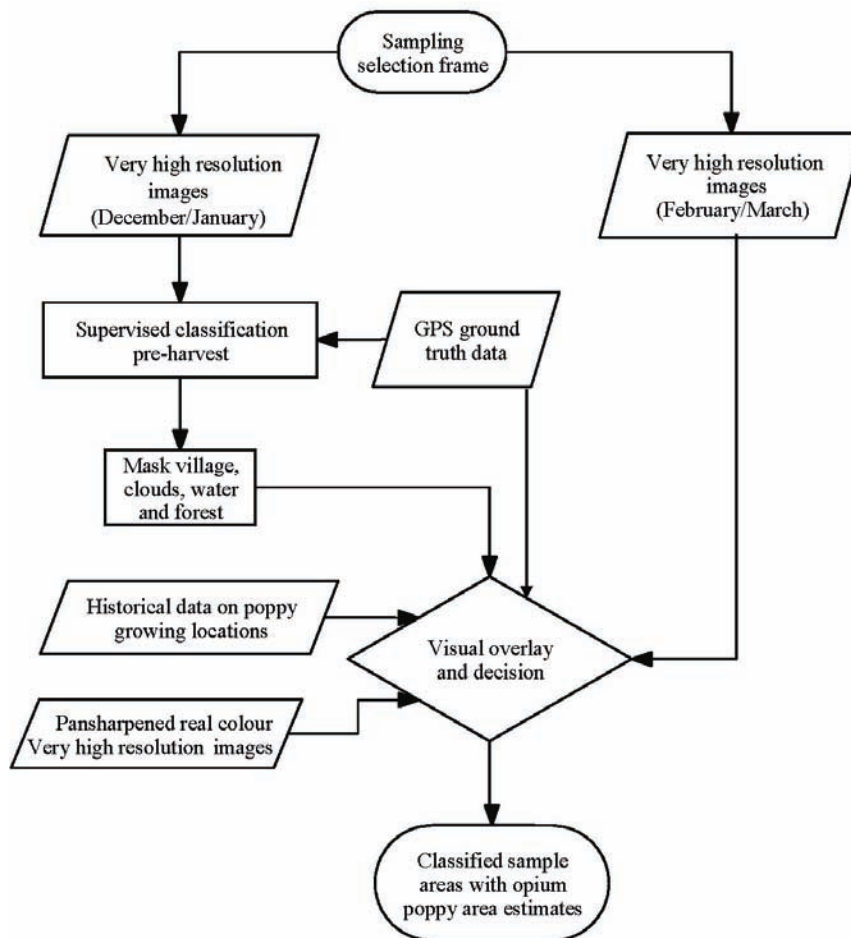 Sampling
selection frame
Very high resolution
images
(December/January)
Very high resolution
images
(February/March)
Supervised classification
pre-harvest
GPS ground
truth data
Mask village,
clouds, water
and forest
Historical data on poppy
growing locations
Visual overlay
and decision
Pansharpened real colour
Very high resolution images
Classified sample
areas with opium
poppy area estimates